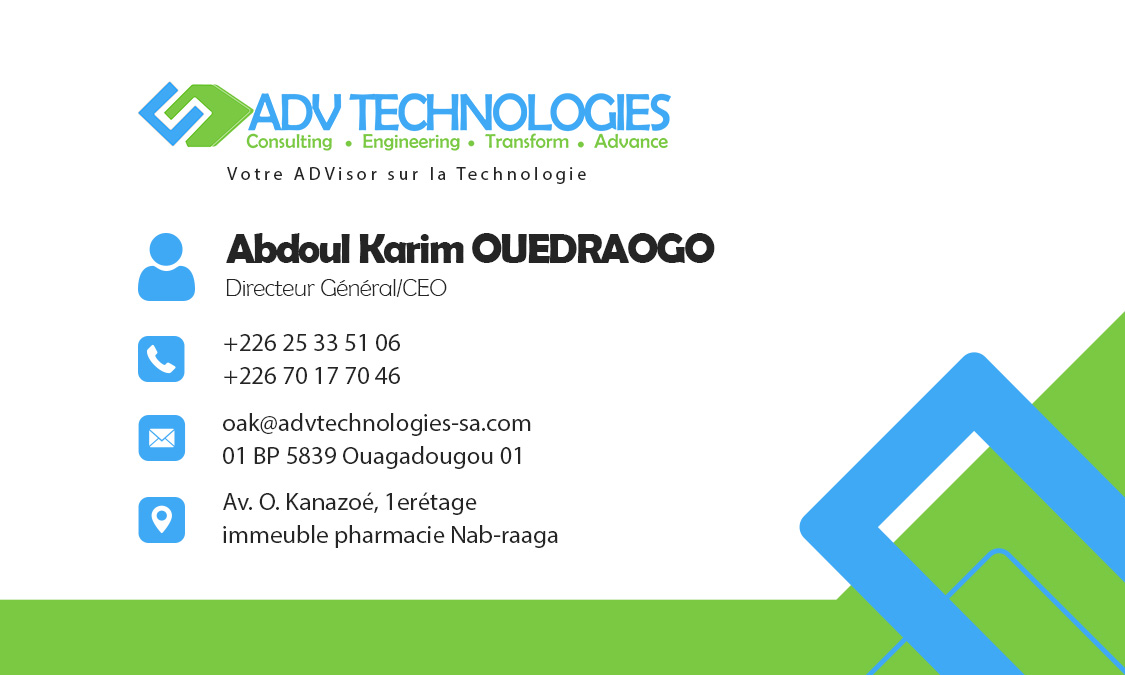 ADV TECHNOLOGIES
Consulting • Engineering • Transform • Advance
Votre ADVisor sur la Technologie
Abdoul Karim OUEDRAOGO
Directeur Général/CEO
+226 25 33 51 06
+226 70 17 70 46
oak@advtechnologies-sa.com
01 BP 5839 Ouagadougou 01
Av. O. Kanazoé, 1erétage
immeuble pharmacie Nab-raaga